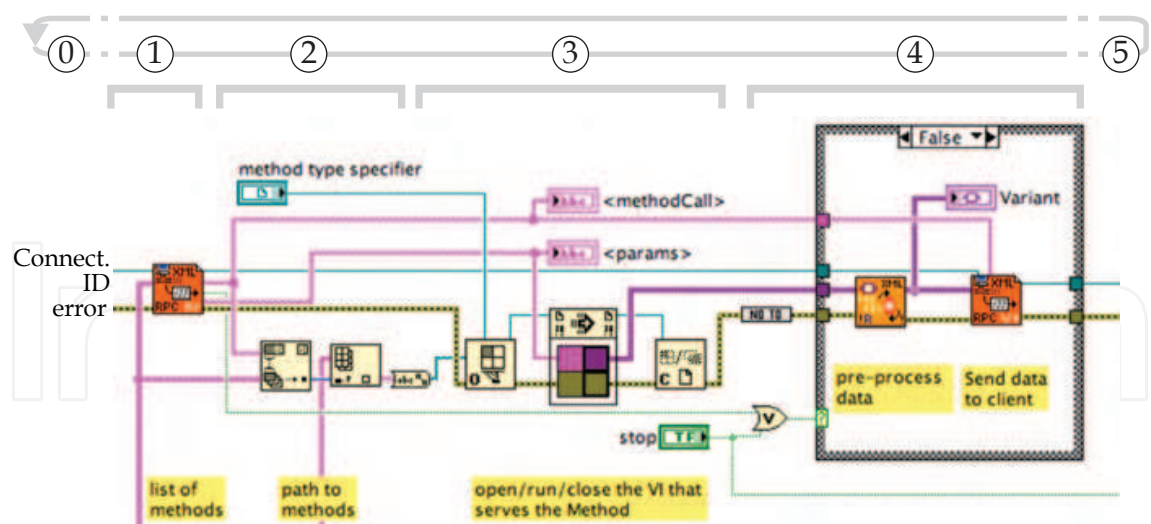 0 1 2 3 4 5
False
method type specifier
<methodCall>
Variant
<params>
Connect.
ID
error
XML
RPC
XML
XML
RPC
NO TO
O
C
pre-process
data
Send data
to client
V
?
stop
TF
list of
methods
path to
methods
open/run/close the VI that
serves the Method